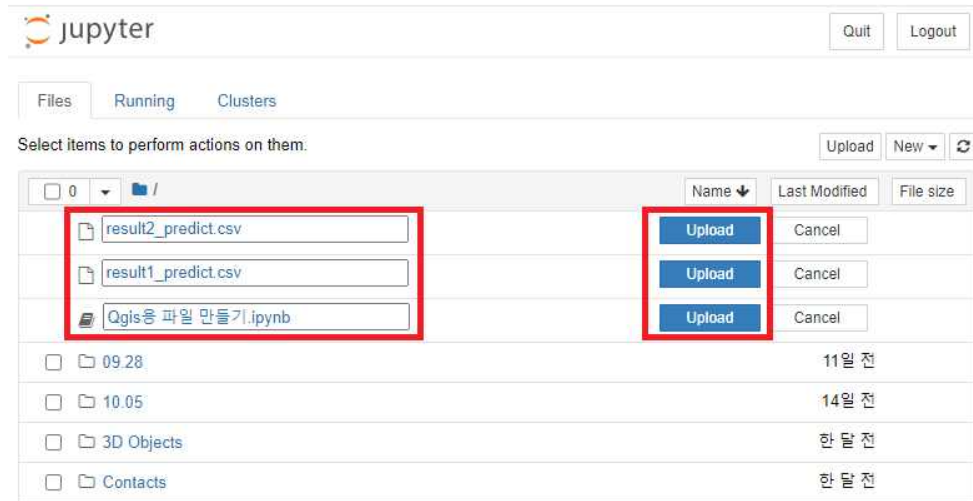 jupyter Quit Logout
Files Running Clusters
Select items to perform actions on them. Upload New
0 / Name Last Modified File size
result2_predict.csv Upload Cancel
result1_predict.csv Upload Cancel
Qgis용 파일 만들기.ipynb Upload Cancel
09.28 11일 전
10.05 14일 전
3D Objects 한 달 전
Contacts 한 달 전